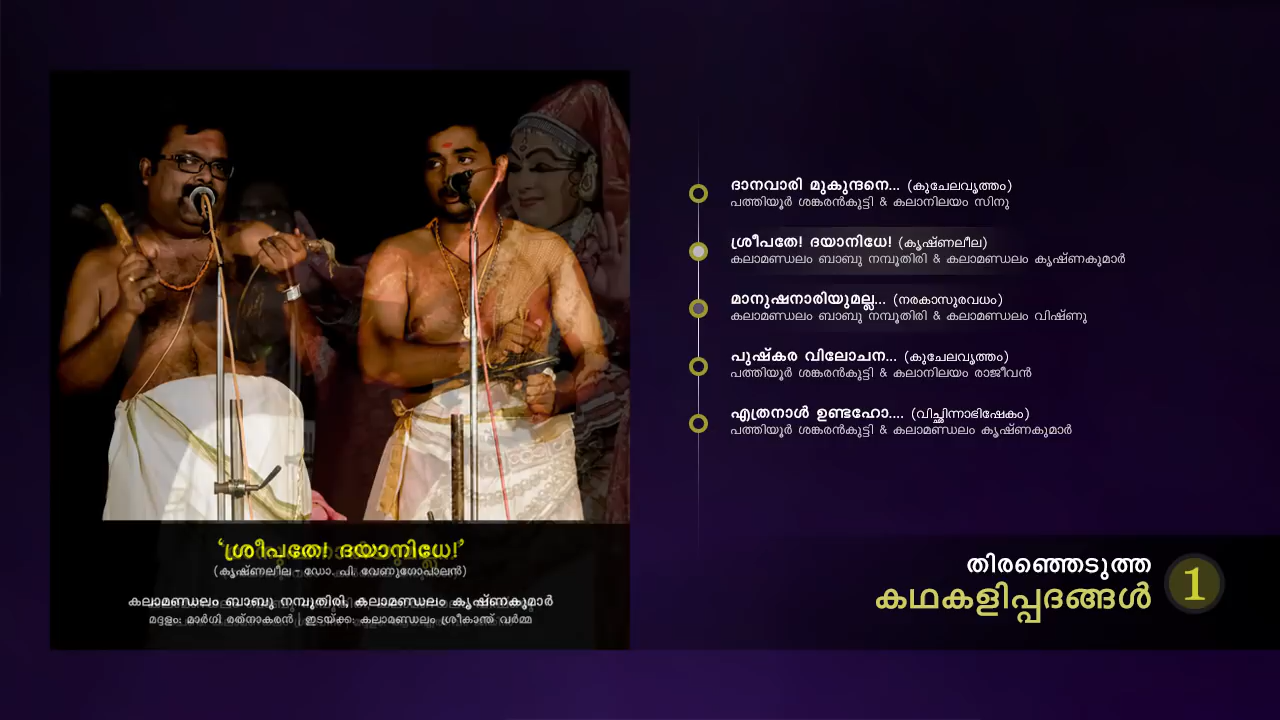 ‘ശ്രീപതേ! ദയാനിധേ!’
(കൃഷ്ണലീല - ഡോ. പി. വേണുഗോപാലൻ)
കലാമണ്ഡലം ബാബു നമ്പൂതിരി, കലാമണ്ഡലം കൃഷ്ണകുമാർ
മദ്ദളം: മാർഗി രത്നാകരൻ | ഇടയ്ക്ക: കലാമണ്ഡലം ശ്രീകാന്ത് വർമ്മ
ദാനവാരി മുകുന്ദനെ... (കുചേലവൃത്തം)
പത്തിയൂർ ശങ്കരൻകുട്ടി & കലാനിലയം സിനു
ശ്രീപതേ! ദയാനിധേ! (കൃഷ്ണലീല)
കലാമണ്ഡലം ബാബു നമ്പൂതിരി & കലാമണ്ഡലം കൃഷ്ണകുമാർ
മാനുഷനാരിയുമല്ല... (നരകാസുരവധം)
കലാമണ്ഡലം ബാബു നമ്പൂതിരി & കലാമണ്ഡലം വിഷ്ണു
പുഷ്കര വിലോചന... (കുചേലവൃത്തം)
പത്തിയൂർ ശങ്കരൻകുട്ടി & കലാനിലയം രാജീവൻ
എത്രനാൾ ഉണ്ടഹോ.... (വിച്ഛിന്നാഭിഷേകം)
പത്തിയൂർ ശങ്കരൻകുട്ടി & കലാമണ്ഡലം കൃഷ്ണകുമാർ
തിരഞ്ഞെടുത്ത
കഥകളിപ്പദങ്ങൾ 1